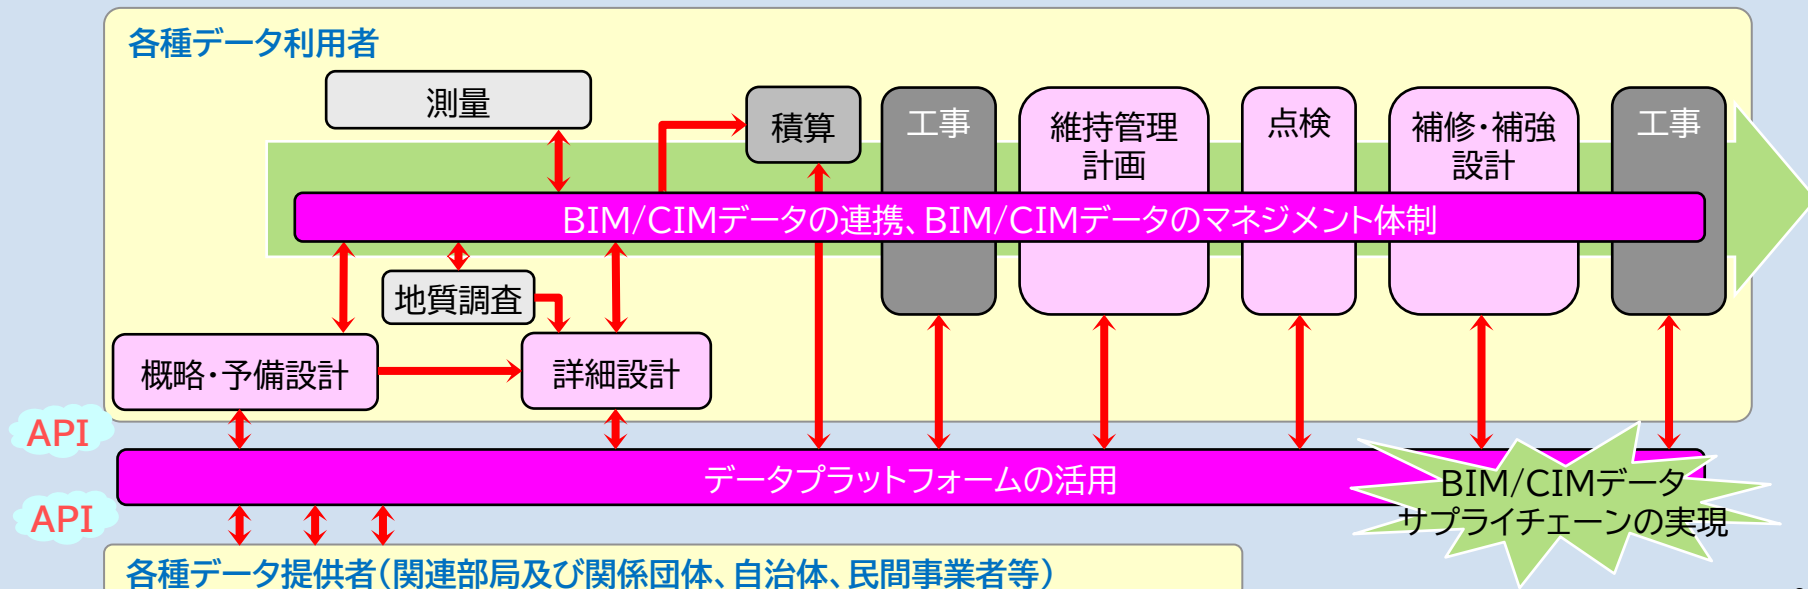 各種データ利用者
測量
積算
工事
維持管理
計画
点検
補修・補強
設計
工事
BIM/CIMデータの連携、BIM/CIMデータのマネジメント体制
地質調査
概略・予備設計
詳細設計
API
データプラットフォームの活用
API
BIM/CIMデータ
サプライチェーンの実現
各種データ提供者(関連部局及び関係団体、自治体、民間事業者等)